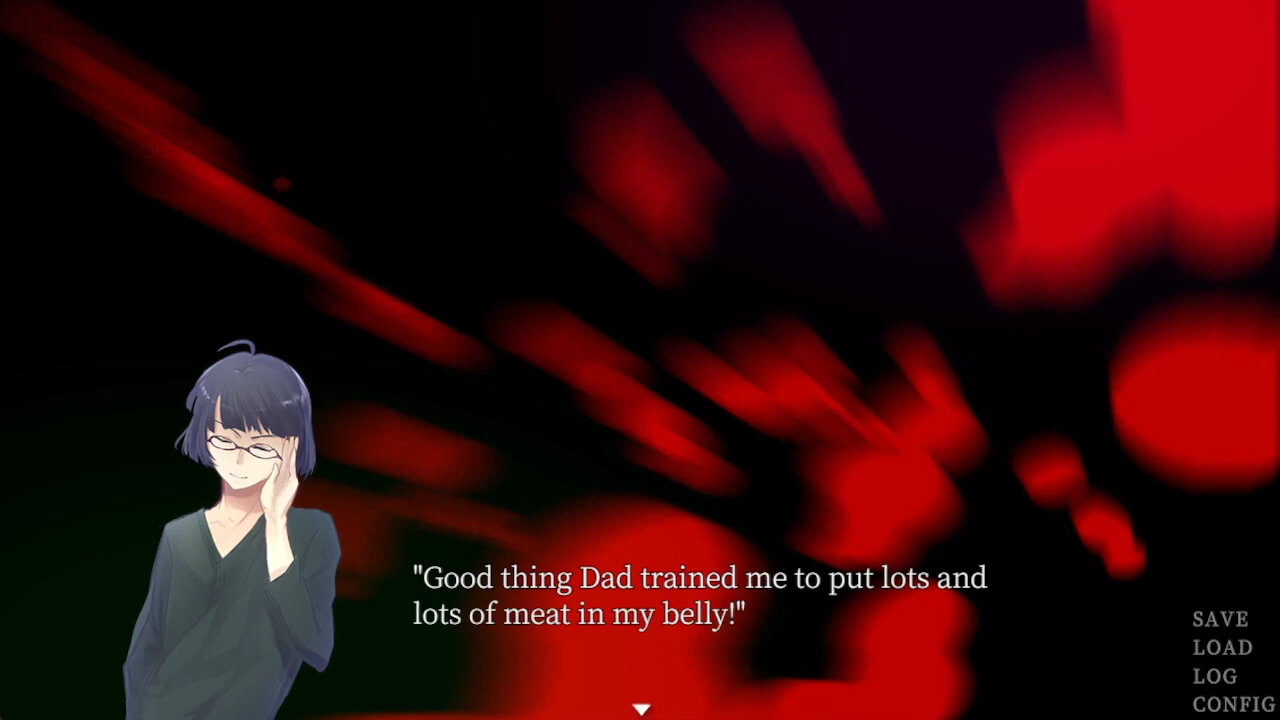 "Good thing Dad trained me to put lots and
lots of meat in my belly!"
SAVE
LOAD
LOG
CONFIG